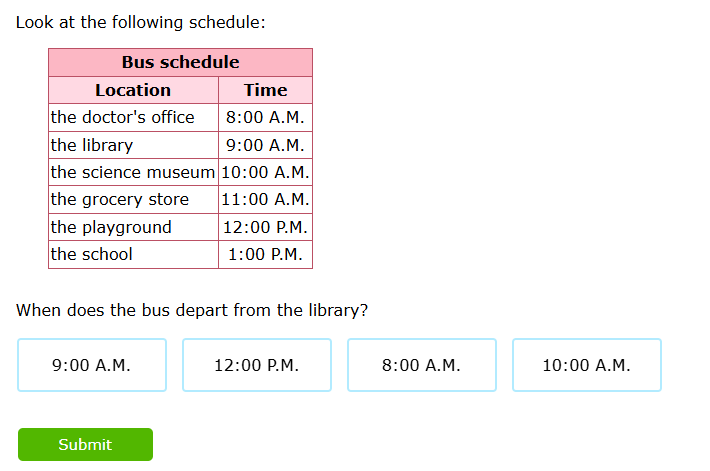 Look at the following schedule:
Bus schedule
Location Time
the doctor's office 8:00 A.M.
the library 9:00 A.M.
the science museum 10:00 A.M.
the grocery store 11:00 A.M.
the playground 12:00 P.M.
the school 1:00 P.M.
When does the bus depart from the library?
9:00 A.M. 12:00 P.M. 8:00 A.M. 10:00 A.M.
Submit